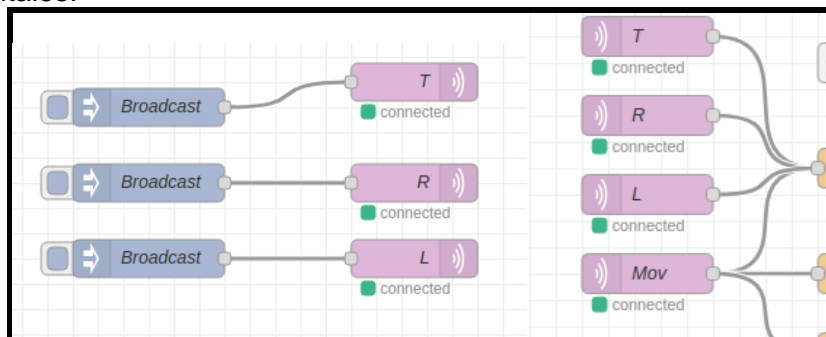 Broadcast T
connected
Broadcast R
connected
Broadcast L
connected
T
connected
R
connected
L
connected
Mov
connected